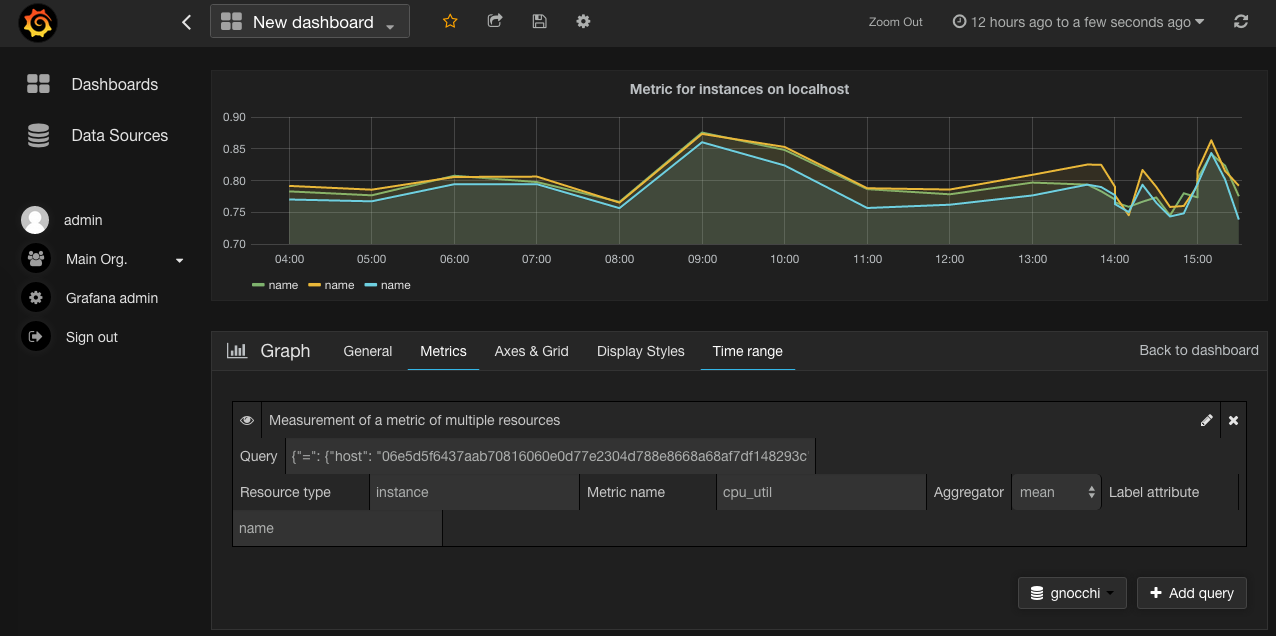 New dashboard
Zoom Out
12 hours ago to a few seconds ago
Dashboards
Data Sources
admin
Main Org.
Grafana admin
Sign out
Metric for instances on localhost
0.90
0.85
0.80
0.75
0.70
04:00 05:00 06:00 07:00 08:00 09:00 10:00 11:00 12:00 13:00 14:00 15:00
name name name
Graph General Metrics Axes & Grid Display Styles Time range Back to dashboard
Measurement of a metric of multiple resources
Query {"=": {"host": "06e5d5f6437aab70816060e0d77e2304d788e8668a68af7df148293c
Resource type instance Metric name cpu_util Aggregator mean Label attribute
name
gnocchi Add query